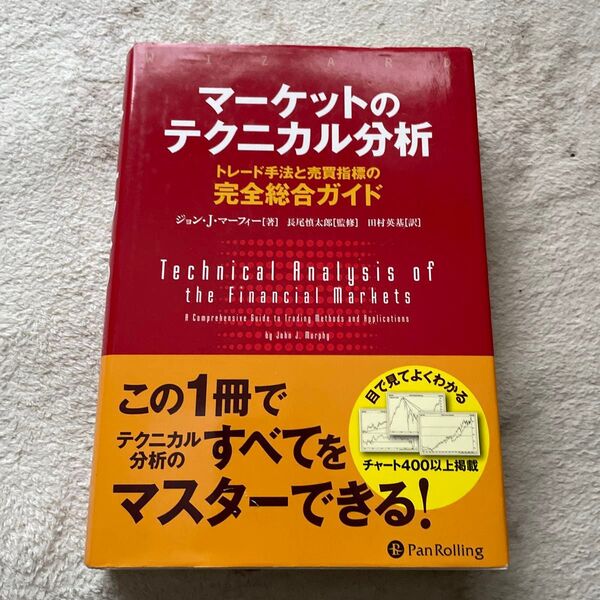 WIZARD
マーケットの
テクニカル分析
トレード手法と売買指標の
完全総合ガイド
ジョン・J・マーフィー[著] 長尾慎太郎[監修] 田村英基[訳]
Technical Analysis of
the Financial Markets
A Comprehensive Guide to Trading Methods and Applications
by John J. Murphy
この1冊で
テクニカル
分析の
すべてを
マスターできる!
目で見てよくわかる
チャート400以上掲載
PanRolling